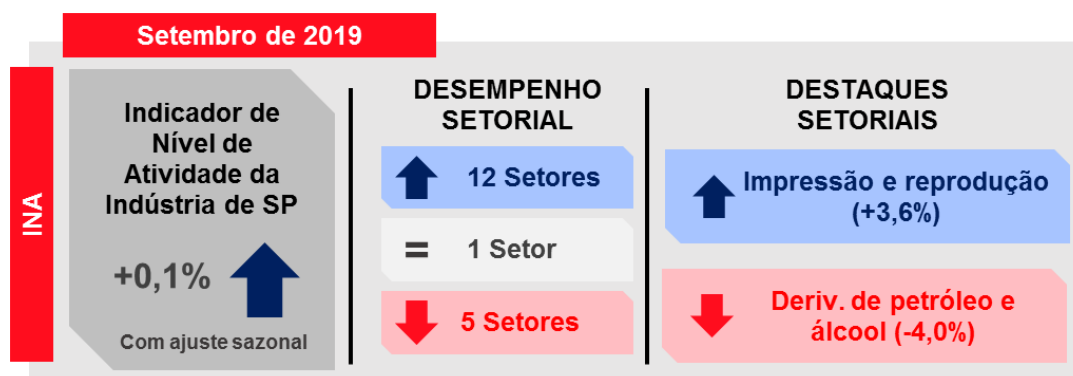 Setembro de 2019
INA
Indicador de
Nível de
Atividade da
Indústria de SP
+0,1%
Com ajuste sazonal
DESEMPENHO
SETORIAL
12 Setores
= 1 Setor
5 Setores
DESTAQUES
SETORIAIS
Impressão e reprodução
(+3,6%)
Deriv. de petróleo e
álcool (-4,0%)